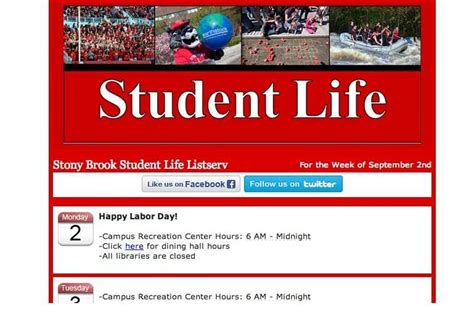 Student Life
Stony Brook Student Life Listserv
For the Week of September 2nd
Like us on Facebook f
Follow us on twitter
Monday
2
Happy Labor Day!
-Campus Recreation Center Hours: 6 AM - Midnight
-Click here for dining hall hours
-All libraries are closed
Tuesday
3
-Campus Recreation Center Hours: 6 AM - Midnight